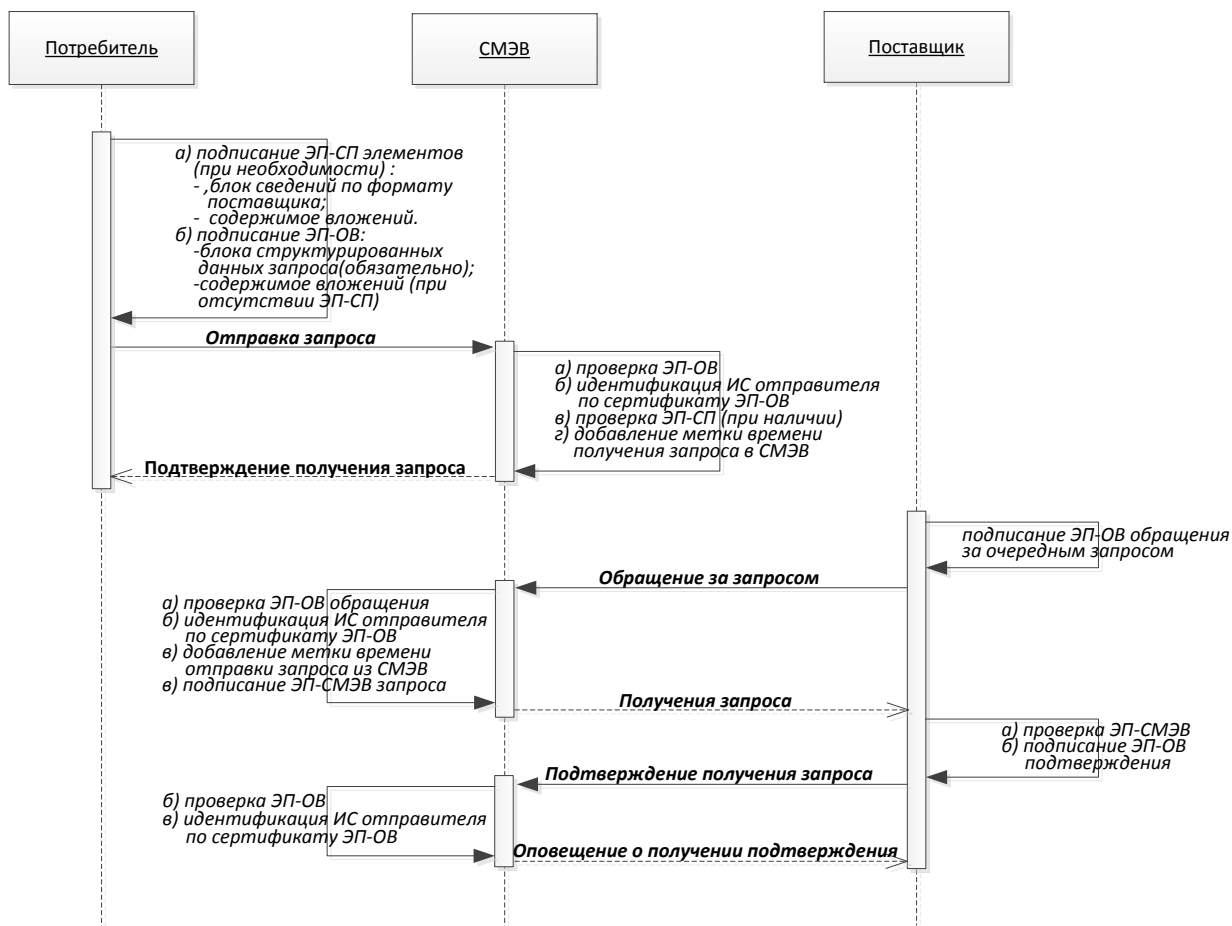 Потребитель
СМЭВ
Поставщик
а) подписание ЭП-СП элементов
(при необходимости) :
- ,блок сведений по формату
поставщика;
- содержимое вложений.
б) подписание ЭП-ОВ:
-блока структурированных
данных запроса(обязательно);
-содержимое вложений (при
отсутствии ЭП-СП)
Отправка запроса
а) проверка ЭП-ОВ
б) идентификация ИС отправителя
по сертификату ЭП-ОВ
в) проверка ЭП-СП (при наличии)
г) добавление метки времени
получения запроса в СМЭВ
Подтверждение получения запроса
подписание ЭП-ОВ обращения
за очередным запросом
Обращение за запросом
а) проверка ЭП-ОВ обращения
б) идентификация ИС отправителя
по сертификату ЭП-ОВ
в) добавление метки времени
отправки запроса из СМЭВ
в) подписание ЭП-СМЭВ запроса
Получения запроса
а) проверка ЭП-СМЭВ
б) подписание ЭП-ОВ
подтверждения
Подтверждение получения запроса
б) проверка ЭП-ОВ
в) идентификация ИС отправителя
по сертификату ЭП-ОВ
Оповещение о получении подтверждения